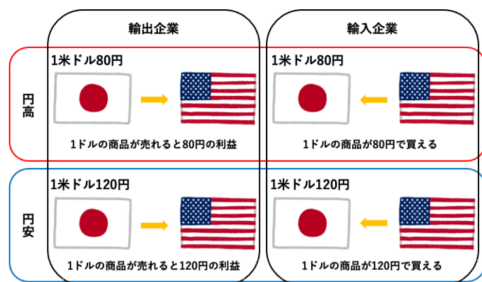 輸出企業
輸入企業
円高
1米ドル80円
1ドルの商品が売れると80円の利益
1米ドル80円
1ドルの商品が80円で買える
円安
1米ドル120円
1ドルの商品が売れると120円の利益
1米ドル120円
1ドルの商品が120円で買える